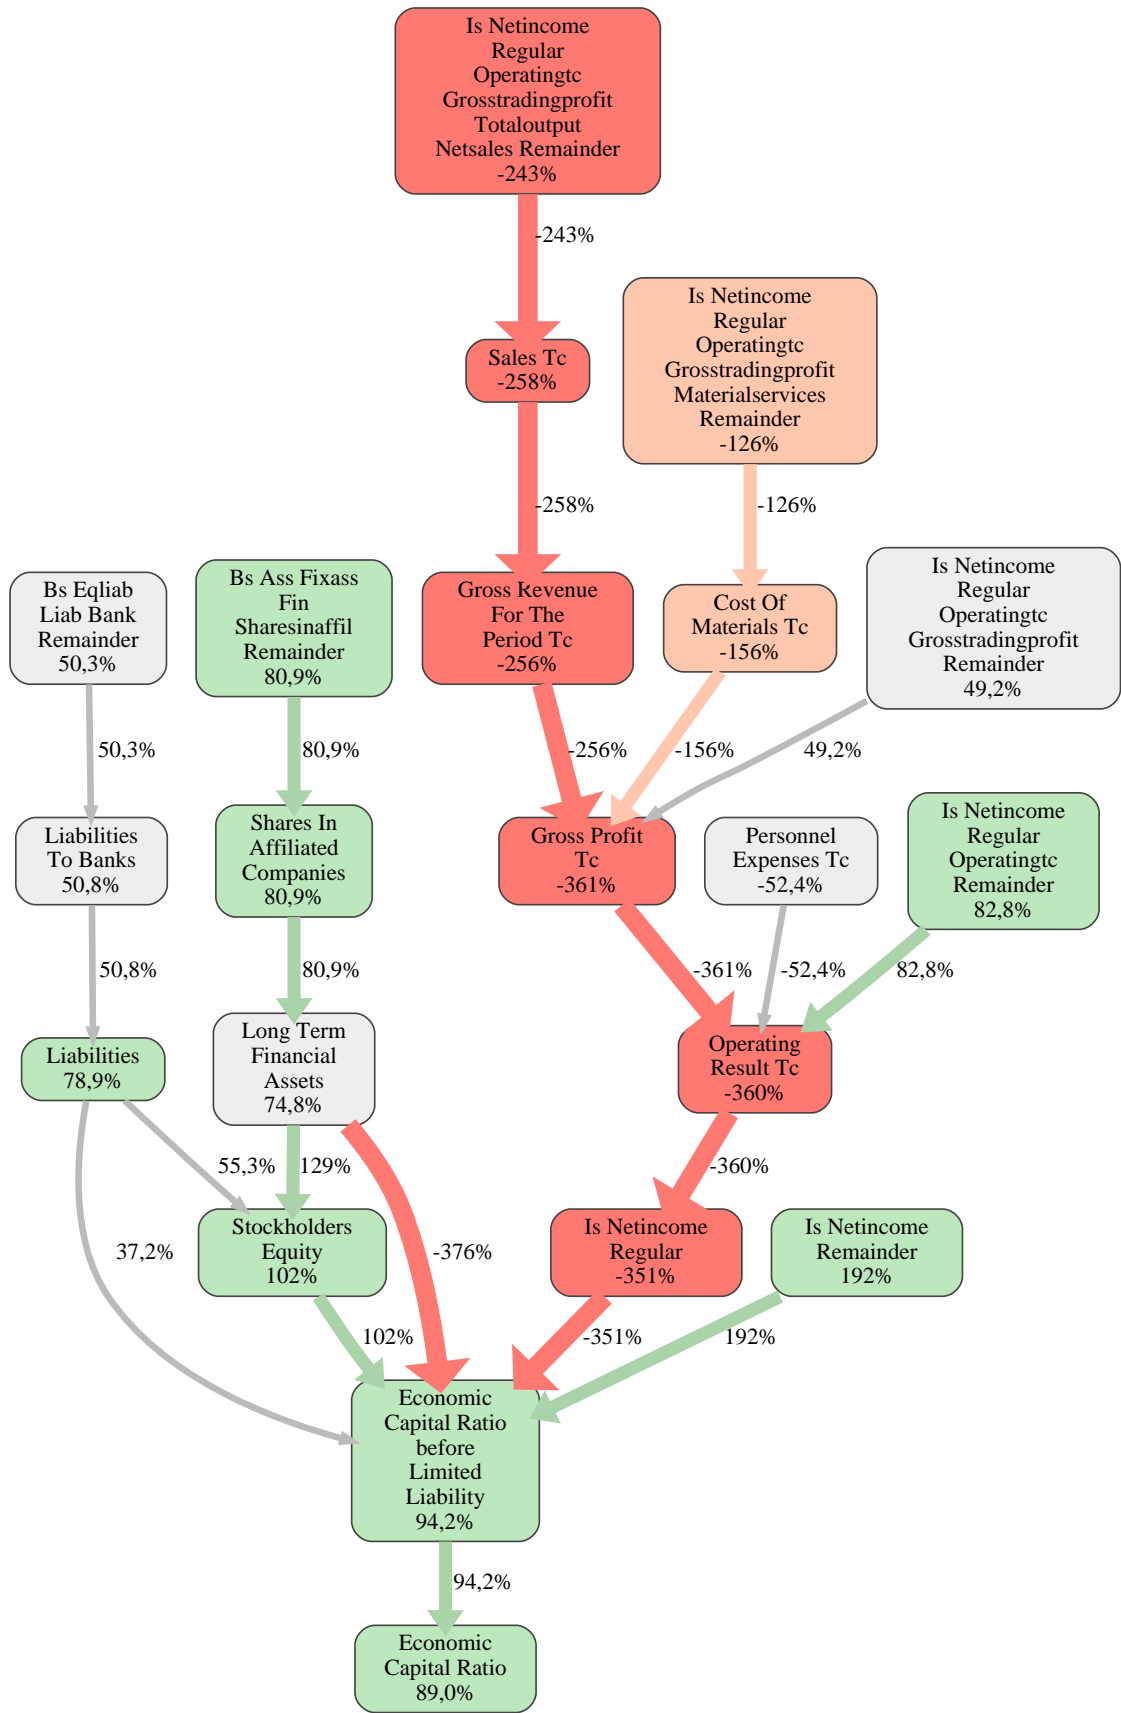 Is Netincome
Regular
Operatingtc
Grosstradingprofit
Totaloutput
Netsales Remainder
-243%
-243%
Sales Tc
-258%
-258%
Is Netincome
Regular
Operatingtc
Grosstradingprofit
Materialservices
Remainder
-126%
-126%
Bs Eqliab
Liab Bank
Remainder
50,3%
50,3%
Bs Ass Fixass
Fin
Sharesinaffil
Remainder
80,9%
80,9%
Gross Revenue
For The
Period Tc
-256%
-256%
Cost Of
Materials Tc
-156%
-156%
Is Netincome
Regular
Operatingtc
Grosstradingprofit
Remainder
49,2%
49,2%
Liabilities
To Banks
50,8%
50,8%
Shares In
Affiliated
Companies
80,9%
80,9%
Gross Profit
Tc
-361%
-361%
Personnel
Expenses Tc
-52,4%
-52,4%
Is Netincome
Regular
Operatingtc
Remainder
82,8%
82,8%
Liabilities
78,9%
55,3%
37,2%
Long Term
Financial
Assets
74,8%
129%
-376%
Operating
Result Tc
-360%
-360%
Stockholders
Equity
102%
102%
Is Netincome
Regular
-351%
-351%
Is Netincome
Remainder
192%
192%
Economic
Capital Ratio
before
Limited
Liability
94,2%
94,2%
Economic
Capital Ratio
89,0%